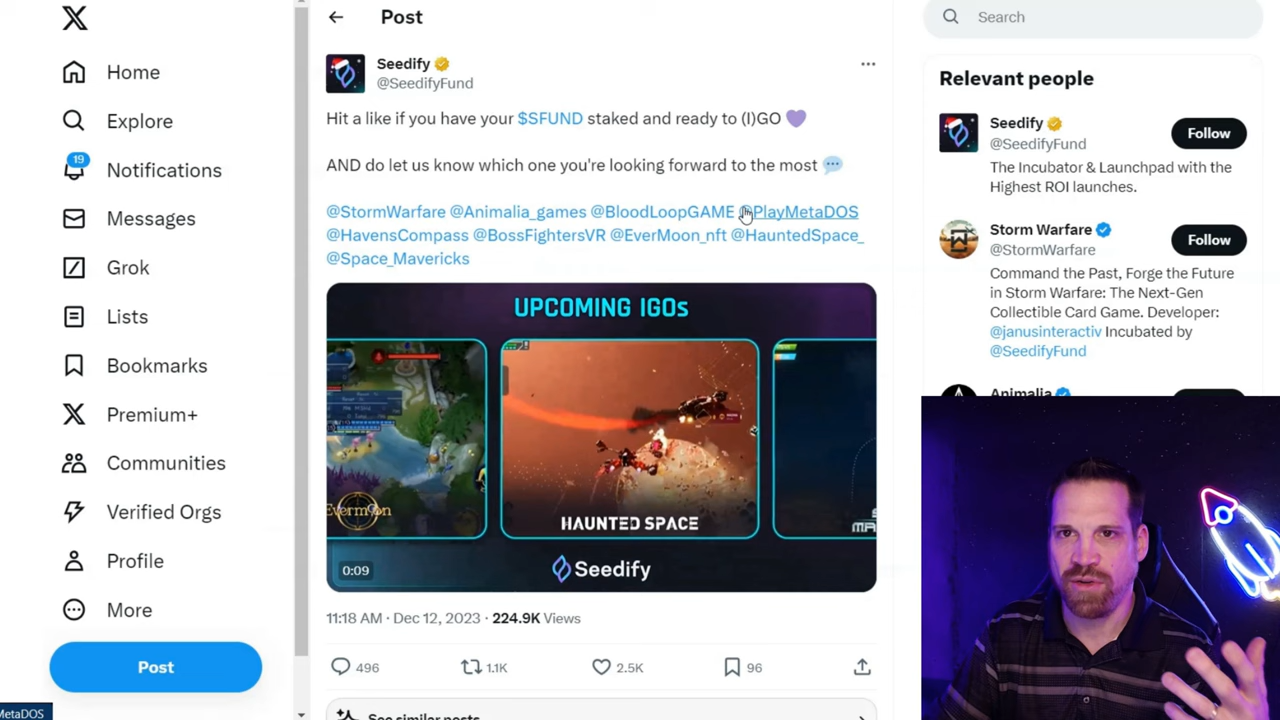 Home
Explore
19
Notifications
Messages
Grok
Lists
Bookmarks
Premium+
Communities
Verified Orgs
Profile
More
Post
MetaDOS
Post
Seedify
@SeedifyFund
Hit a like if you have your $SFUND staked and ready to (I)GO
AND do let us know which one you're looking forward to the most
@StormWarfare @Animalia_games @BloodLoopGAME @PlayMetaDOS
@HavensCompass @BossFightersVR @EverMoon_nft @HauntedSpace_
@Space_Mavericks
UPCOMING IGOs
Evermoon
HAUNTED SPACE
0:09
Seedify
11:18 AM · Dec 12, 2023 · 224.9K Views
496 1.1K 2.5K 96
See similar posts
Search
Relevant people
Seedify
@SeedifyFund
Follow
The Incubator & Launchpad with the
Highest ROI launches.
Storm Warfare
@StormWarfare
Follow
Command the Past, Forge the Future
in Storm Warfare: The Next-Gen
Collectible Card Game. Developer:
@janusinteractiv Incubated by
@SeedifyFund
Animalia